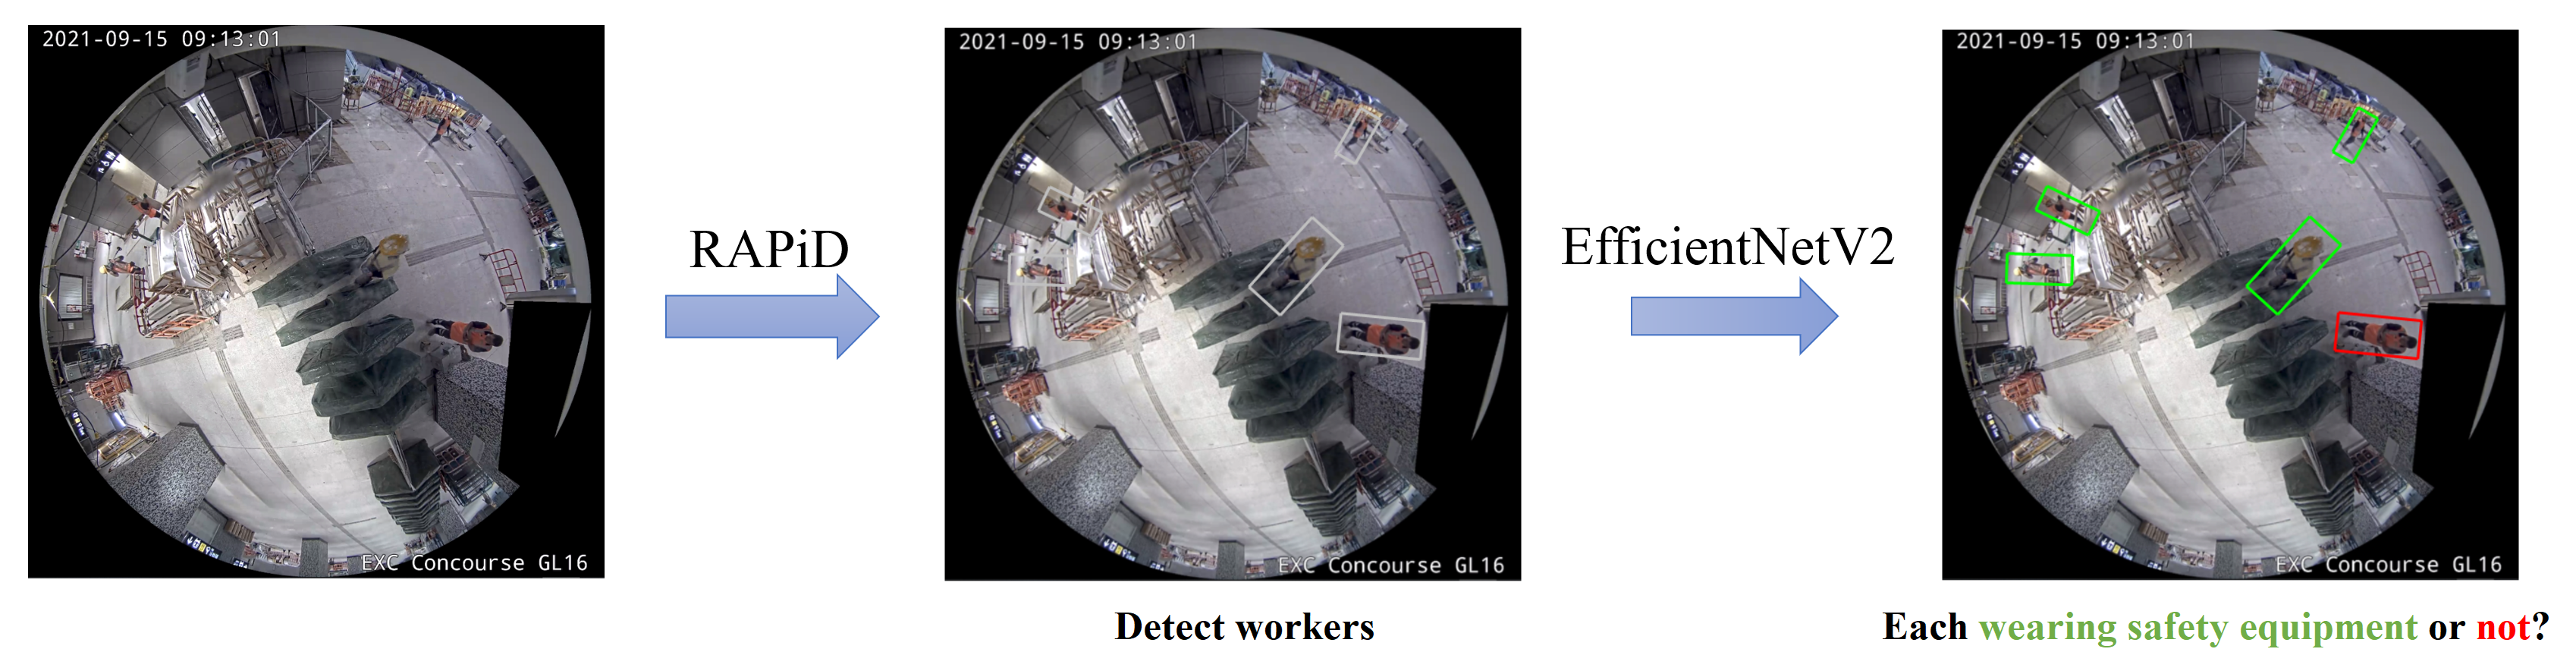 2021-09-15 09:13:01
EXC Concourse GL16
RAPiD
2021-09-15 09:13:01
EXC Concourse GL16
Detect workers
EfficientNetV2
2021-09-15 09:13:01
EXC Concourse GL16
Each wearing safety equipment or not?